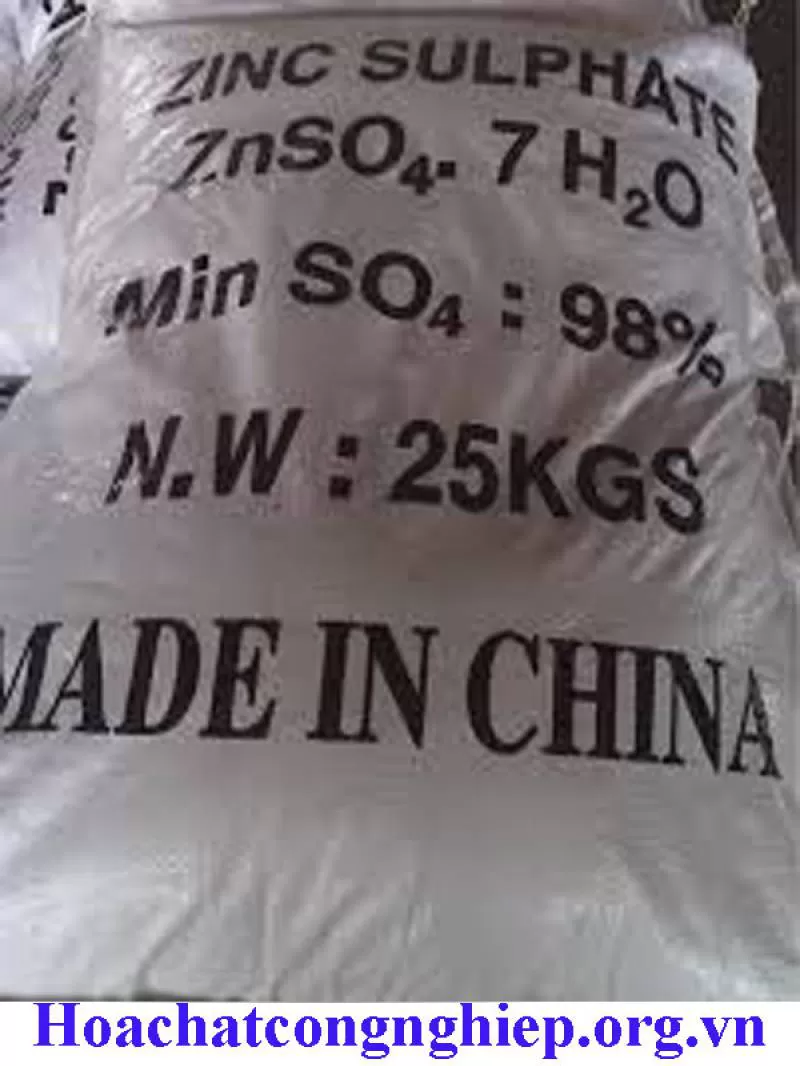 ZINC SULPHATE
ZnSO₄. 7 H₂O
Min SO₄ : 98%
N.W : 25KGS
MADE IN CHINA
Hoachatcongnghiep.org.vn